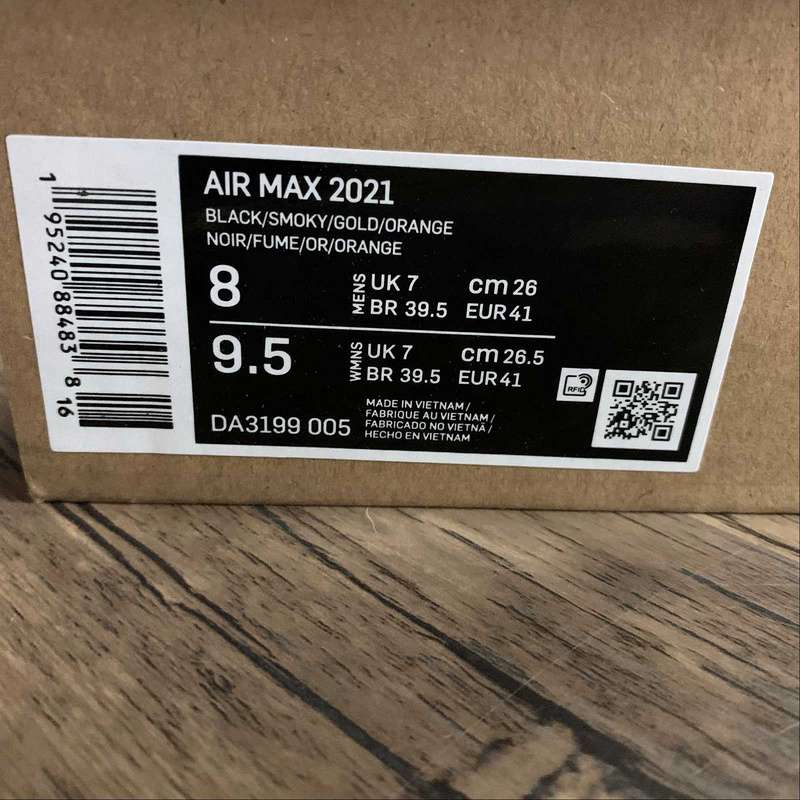 AIR MAX 2021
BLACK/SMOKY/GOLD/ORANGE
NOIR/FUME/OR/ORANGE
8
MENS
UK 7 cm 26
BR 39.5 EUR 41
9.5
WMNS
UK 7 cm 26.5
BR 39.5 EUR 41
DA3199 005
MADE IN VIETNAM/
FABRIQUE AU VIETNAM/
FABRICADO NO VIETNÃ/
HECHO EN VIETNAM
RFID
1 95240 88483 8 16